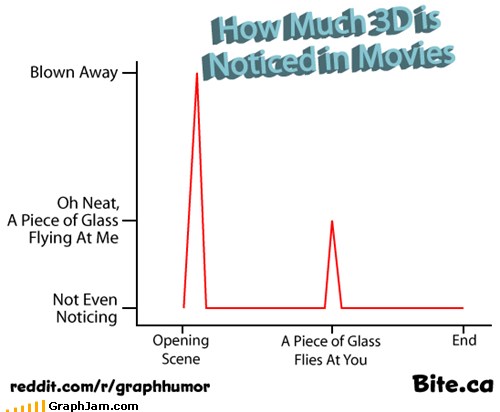 How Much 3D is
Noticed in Movies
Blown Away
Oh Neat,
A Piece of Glass
Flying At Me
Not Even
Noticing
Opening
Scene
A Piece of Glass
Flies At You
End
reddit.com/r/graphhumor
Bite.ca
GraphJam.com